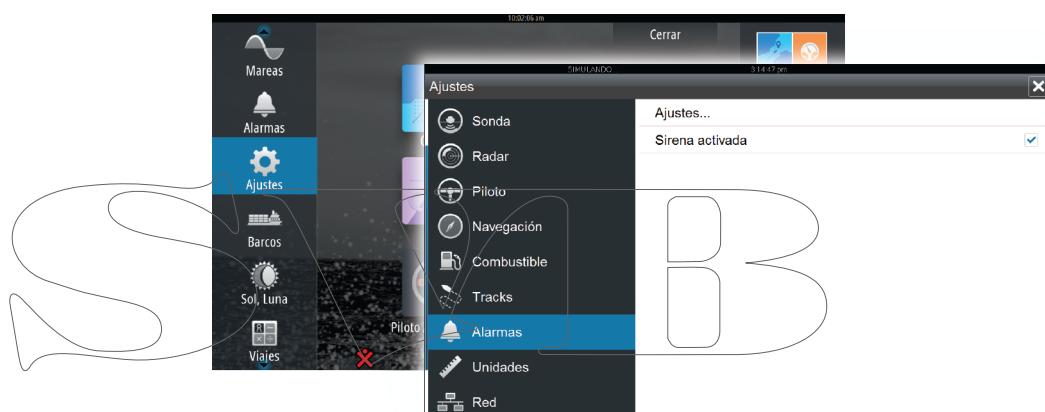 10:02:06 am
Cerrar
Mareas
Alarmas
Ajustes
Barcos
Sol, Luna
Viajes
Piloto
SIMULANDO
3:14:47 pm
Ajustes
Sonda
Radar
Piloto
Navegación
Combustible
Tracks
Alarmas
Unidades
Red
Ajustes...
Sirena activada
S
B